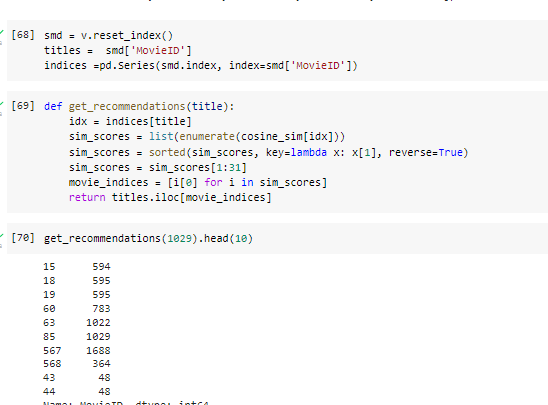 [68] smd = v.reset_index()
titles =  smd['MovieID']
indices =pd.Series(smd.index, index=smd['MovieID'])
[69] def get_recommendations(title):
idx = indices[title]
sim_scores = list(enumerate(cosine_sim[idx]))
sim_scores = sorted(sim_scores, key=lambda x: x[1], reverse=True)
sim_scores = sim_scores[1:31]
movie_indices = [i[0] for i in sim_scores]
return titles.iloc[movie_indices]
[70] get_recommendations(1029).head(10)
15 594
18 595
19 595
60 783
63 1022
85 1029
567 1688
568 364
43 48
44 48
Name: MovieID, dtype: int64